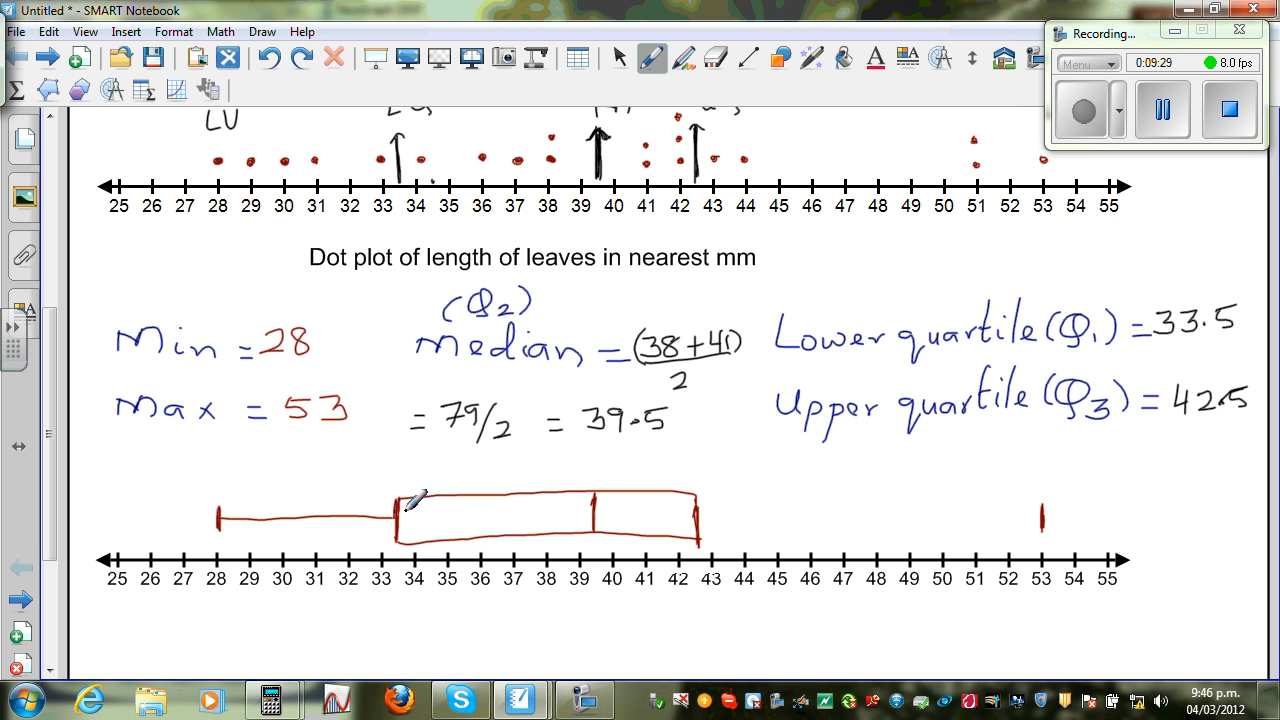 Untitled * - SMART Notebook
File Edit View Insert Format Math Draw Help
Recording...
Menu 0:09:29 8.0 fps
LV
25 26 27 28 29 30 31 32 33 34 35 36 37 38 39 40 41 42 43 44 45 46 47 48 49 50 51 52 53 54 55
Dot plot of length of leaves in nearest mm
(Q2)
Min = 28 Median = (38+41)/2 Lower quartile (Q1) = 33.5
Max = 53 = 79/2 = 39.5 Upper quartile (Q3) = 42.5
25 26 27 28 29 30 31 32 33 34 35 36 37 38 39 40 41 42 43 44 45 46 47 48 49 50 51 52 53 54 55
9:46 p.m.
04/03/2012